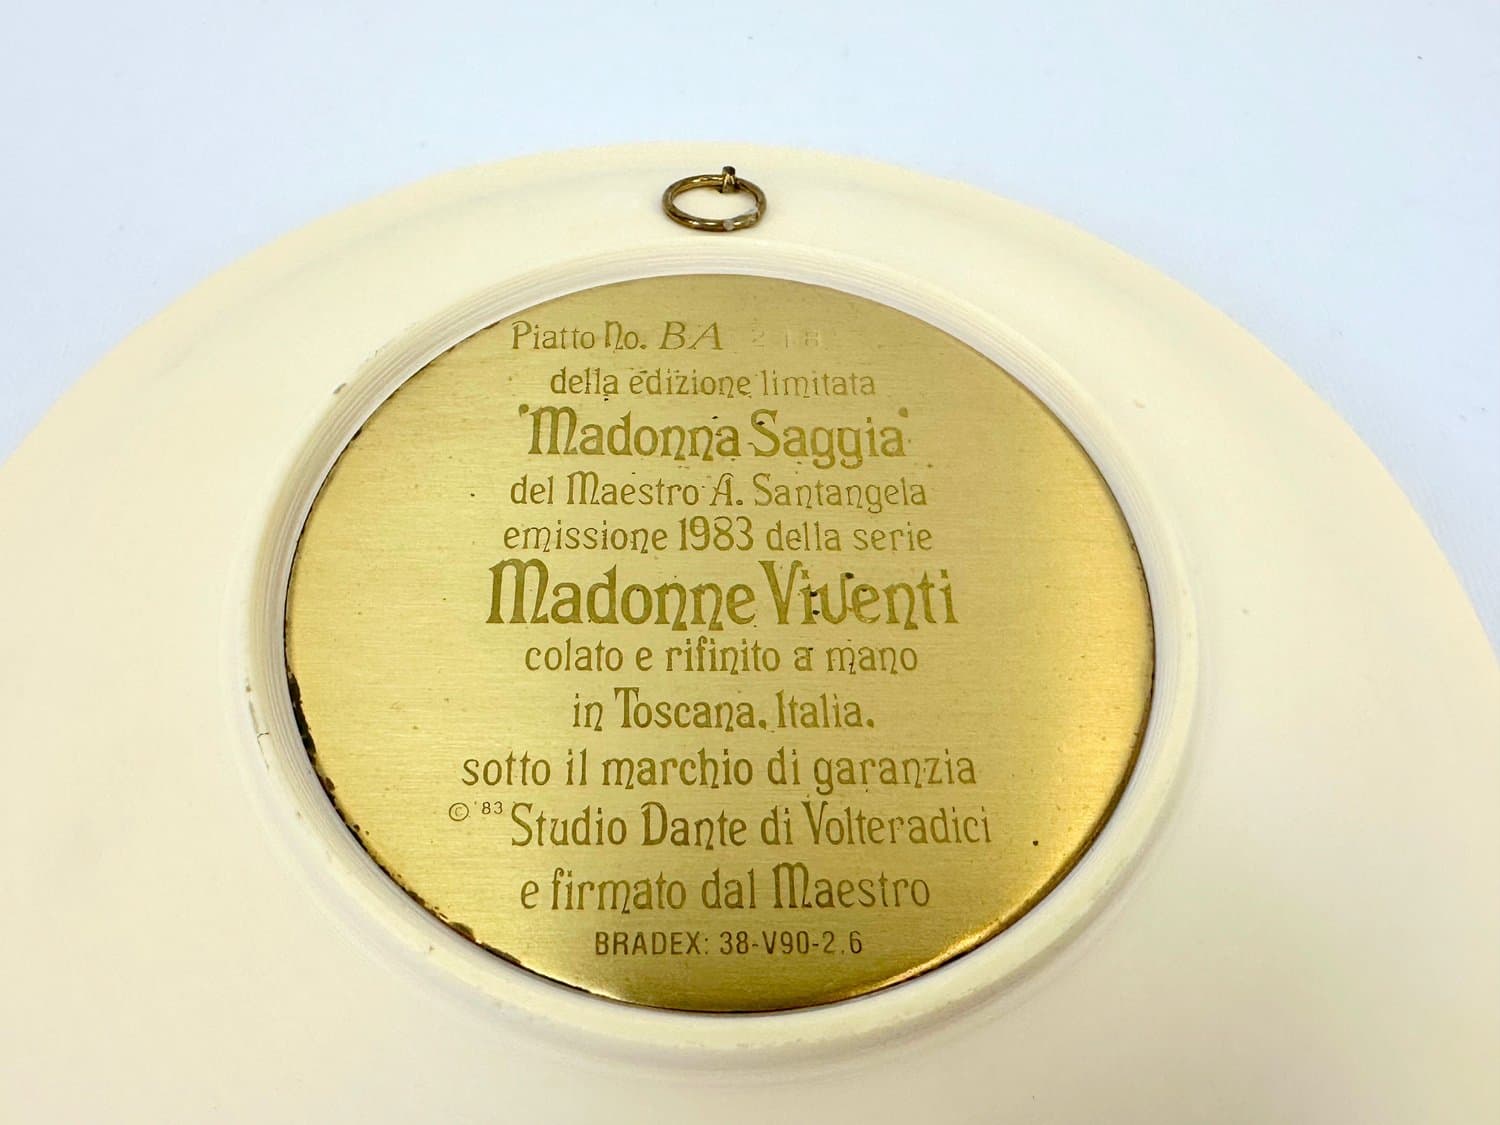 Piatto No. BA 218
della edizione limitata
'Madonna Saggia'
del Maestro A. Santangela
emissione 1983 della serie
Madonne Viventi
colato e rifinito a mano
in Toscana, Italia,
sotto il marchio di garanzia
© '83 Studio Dante di Volteradici
e firmato dal Maestro
BRADEX: 38-V90-2.6